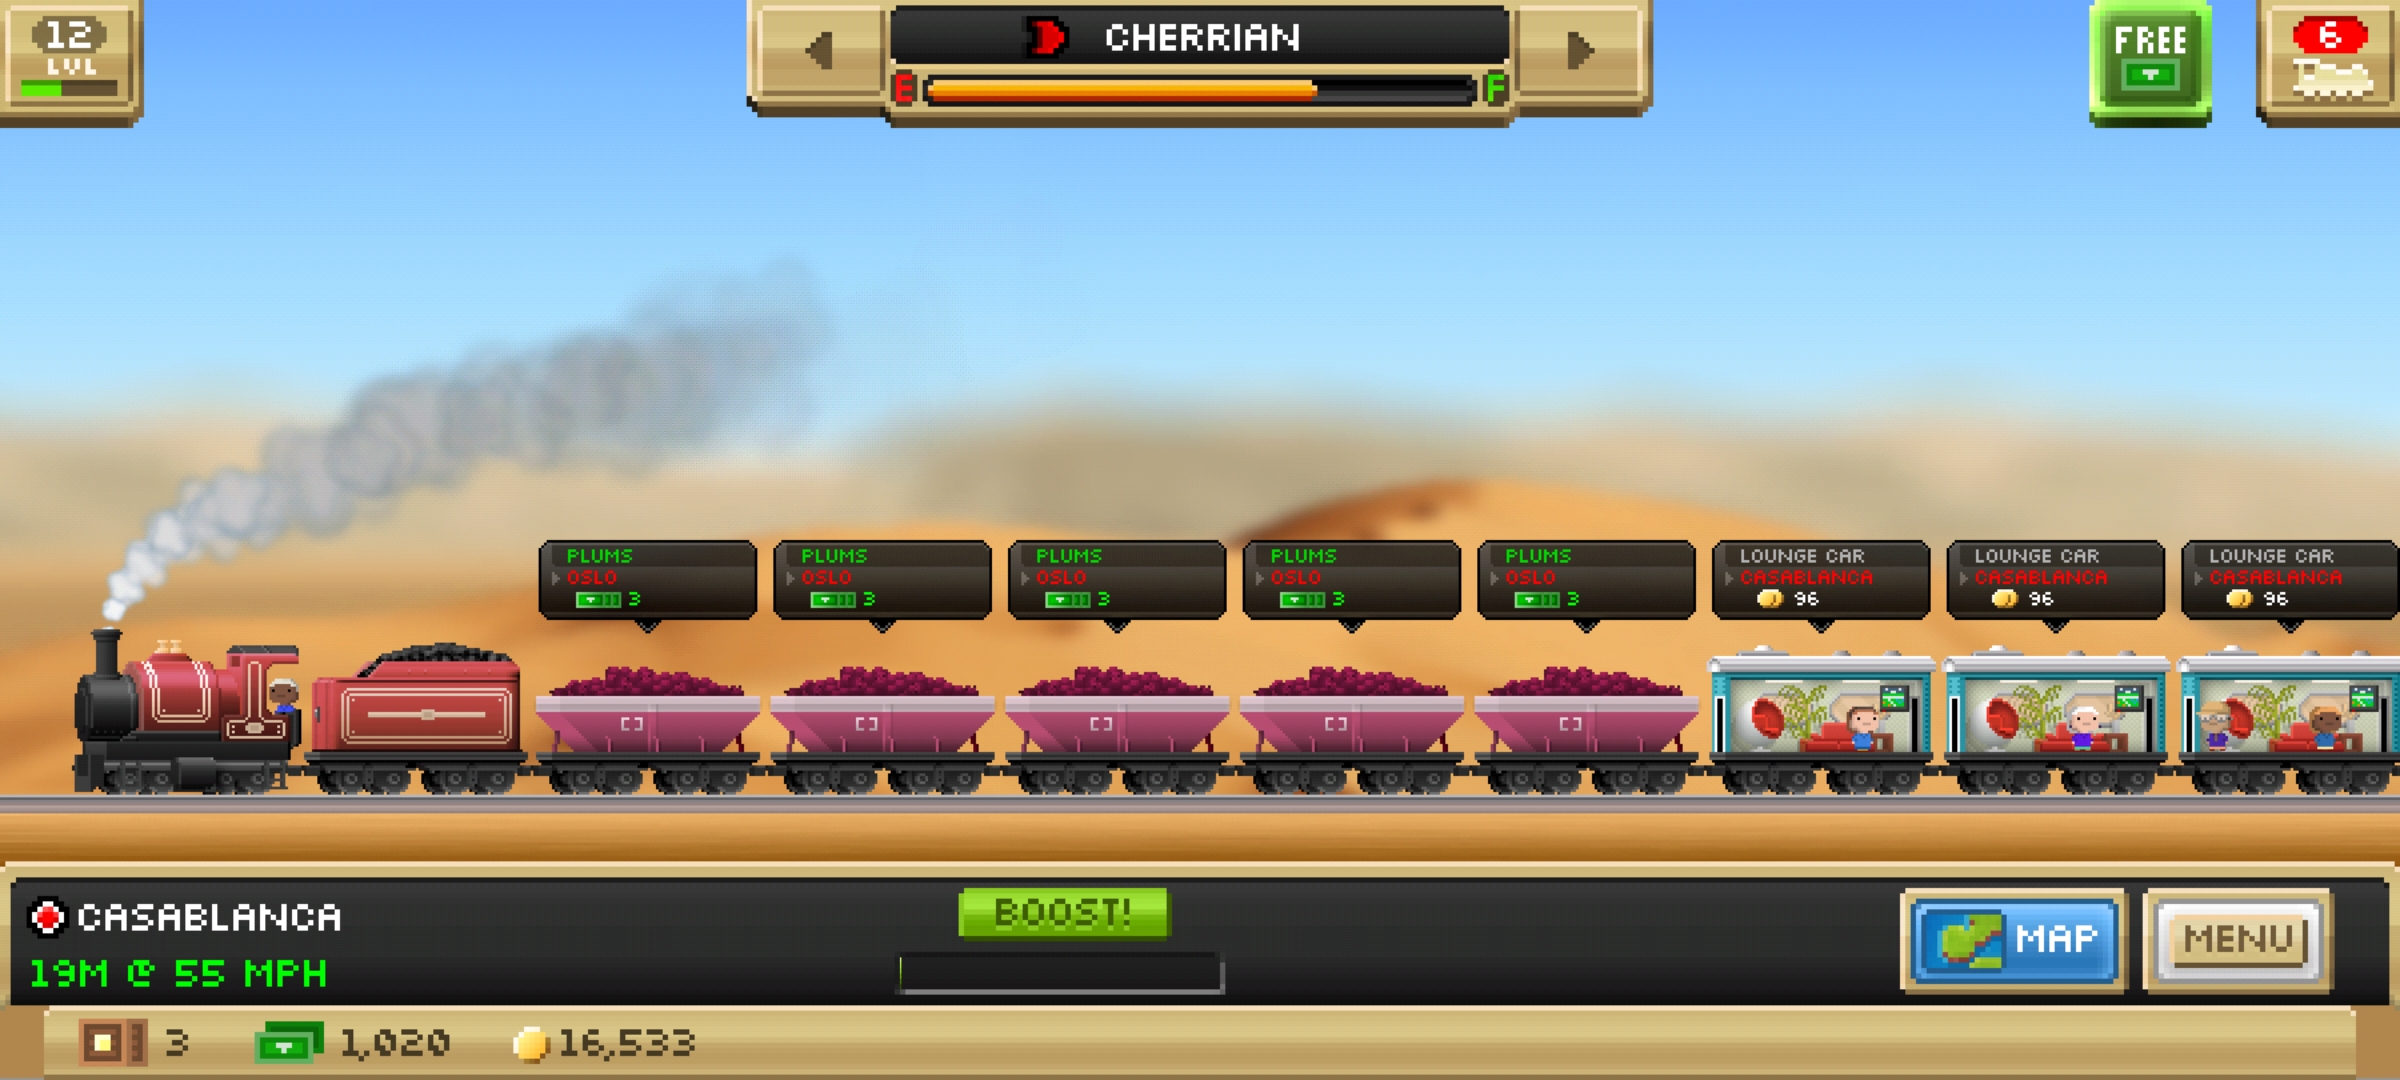 12
LVL
CHERRIAN
E F
FREE
6
PLUMS
OSLO
3
PLUMS
OSLO
3
PLUMS
OSLO
3
PLUMS
OSLO
3
PLUMS
OSLO
3
LOUNGE CAR
CASABLANCA
96
LOUNGE CAR
CASABLANCA
96
LOUNGE CAR
CASABLANCA
96
CASABLANCA
19M @ 55 MPH
BOOST!
MAP
MENU
3 1,020 16,533